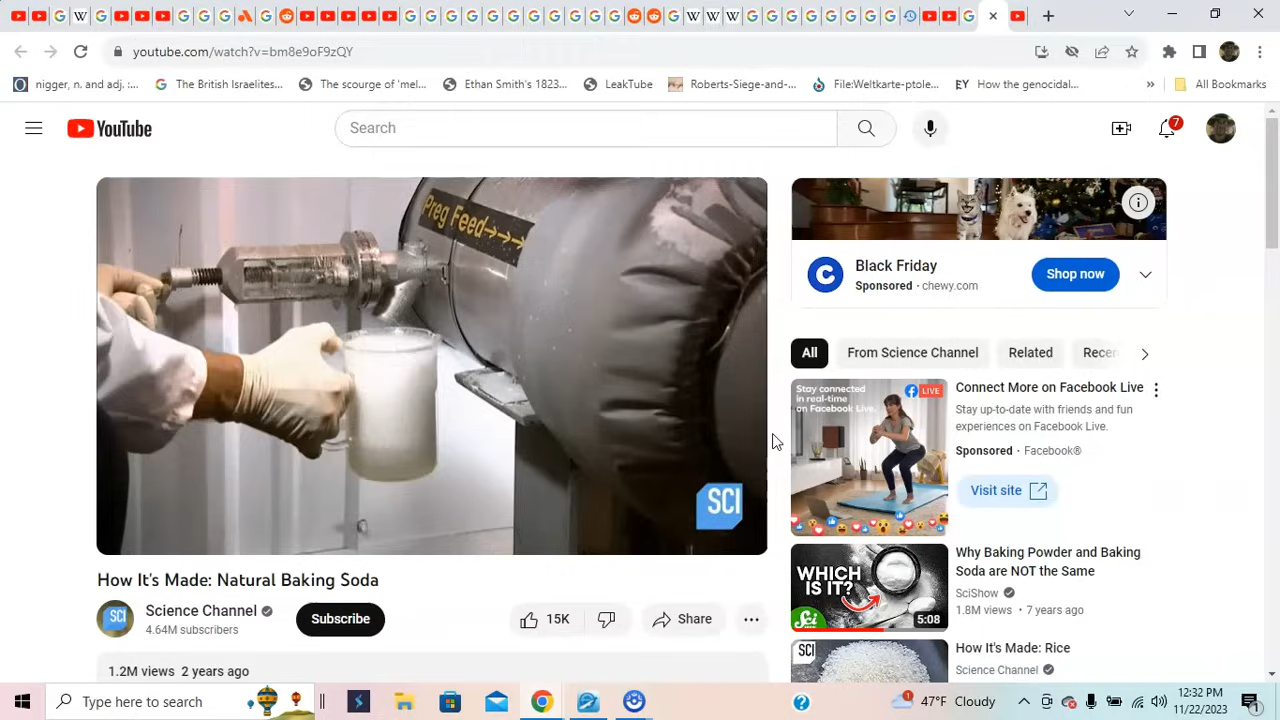 youtube.com/watch?v=bm8e9oF9zQY
nigger, n. and adj. :... The British Israelites... The scourge of 'mel... Ethan Smith's 1823... LeakTube Roberts-Siege-and-... File:Weltkarte-ptole... EY How the genocidal... » All Bookmarks
YouTube
Search
7
Preg Feed→→→
SCI
Black Friday
Sponsored · chewy.com
Shop now
All From Science Channel Related Recen
Stay connected
in real-time
on Facebook Live.
LIVE
Connect More on Facebook Live
Stay up-to-date with friends and fun
experiences on Facebook Live.
Sponsored · Facebook®
Visit site
WHICH
IS IT?
Sci
5:08
Why Baking Powder and Baking
Soda are NOT the Same
SciShow
1.8M views · 7 years ago
SCI
How It's Made: Rice
Science Channel
How It's Made: Natural Baking Soda
SCI
Science Channel
4.64M subscribers
Subscribe
15K
Share
1.2M views 2 years ago
Type here to search
1
47°F Cloudy
12:32 PM
11/22/2023
1